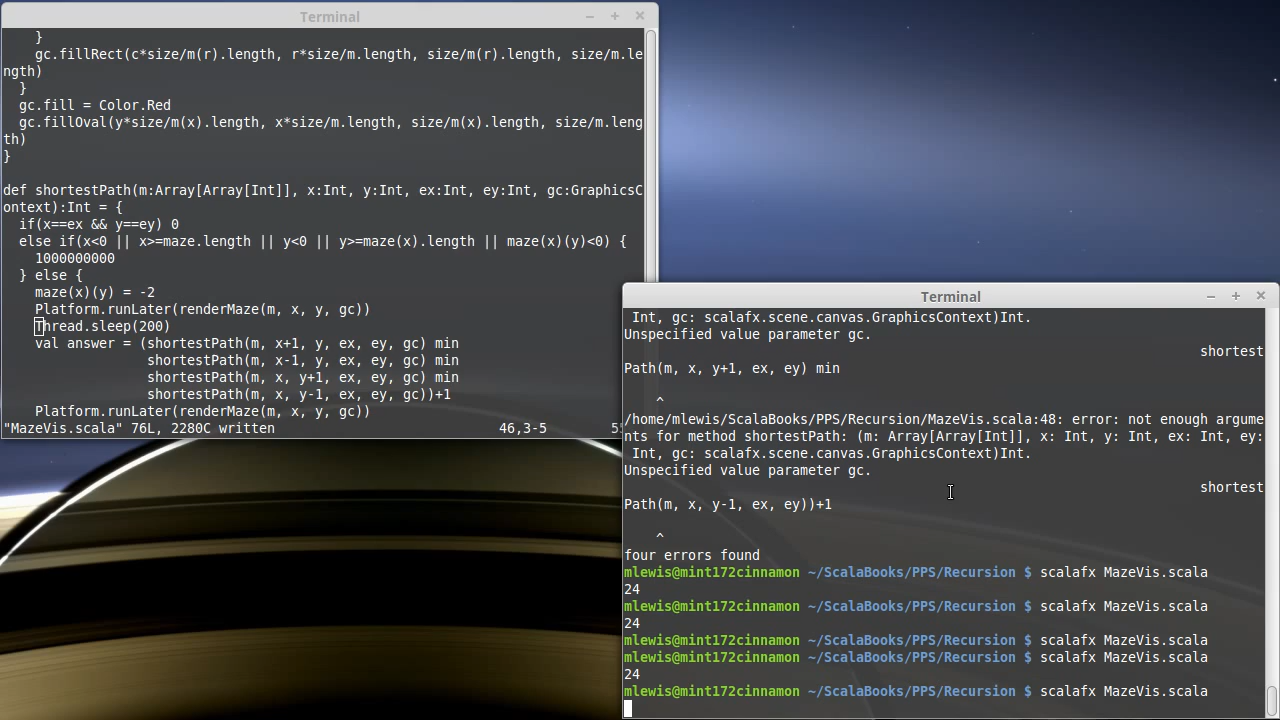 Terminal
    }
    gc.fillRect(c*size/m(r).length, r*size/m.length, size/m(r).length, size/m.le
ngth)
  }
  gc.fill = Color.Red
  gc.fillOval(y*size/m(x).length, x*size/m.length, size/m(x).length, size/m.leng
th)
}
def shortestPath(m:Array[Array[Int]], x:Int, y:Int, ex:Int, ey:Int, gc:GraphicsC
ontext):Int = {
  if(x==ex && y==ey) 0
  else if(x<0 || x>=maze.length || y<0 || y>=maze(x).length || maze(x)(y)<0) {
    1000000000
  } else {
    maze(x)(y) = -2
    Platform.runLater(renderMaze(m, x, y, gc))
    Thread.sleep(200)
    val answer = (shortestPath(m, x+1, y, ex, ey, gc) min
                  shortestPath(m, x-1, y, ex, ey, gc) min
                  shortestPath(m, x, y+1, ex, ey, gc) min
                  shortestPath(m, x, y-1, ex, ey, gc))+1
    Platform.runLater(renderMaze(m, x, y, gc))
"MazeVis.scala" 76L, 2280C written                            46,3-5        5
Terminal
 Int, gc: scalafx.scene.canvas.GraphicsContext)Int.
Unspecified value parameter gc.
                                                                        shortest
Path(m, x, y+1, ex, ey) min
    ^
/home/mlewis/ScalaBooks/PPS/Recursion/MazeVis.scala:48: error: not enough argume
nts for method shortestPath: (m: Array[Array[Int]], x: Int, y: Int, ex: Int, ey:
 Int, gc: scalafx.scene.canvas.GraphicsContext)Int.
Unspecified value parameter gc.
                                                                        shortest
Path(m, x, y-1, ex, ey))+1
    ^
four errors found
mlewis@mint172cinnamon ~/ScalaBooks/PPS/Recursion $ scalafx MazeVis.scala
24
mlewis@mint172cinnamon ~/ScalaBooks/PPS/Recursion $ scalafx MazeVis.scala
24
mlewis@mint172cinnamon ~/ScalaBooks/PPS/Recursion $ scalafx MazeVis.scala
mlewis@mint172cinnamon ~/ScalaBooks/PPS/Recursion $ scalafx MazeVis.scala
24
mlewis@mint172cinnamon ~/ScalaBooks/PPS/Recursion $ scalafx MazeVis.scala